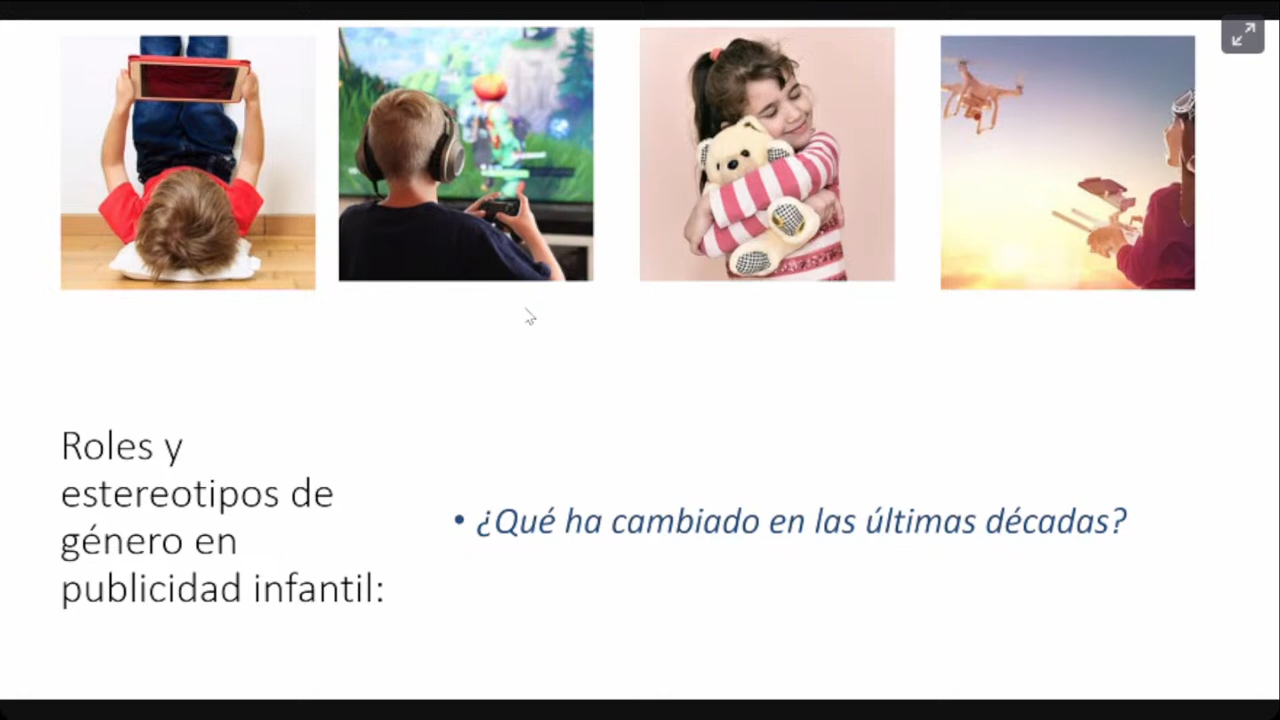 Roles y
estereotipos de
género en
publicidad infantil:
• ¿Qué ha cambiado en las últimas décadas?